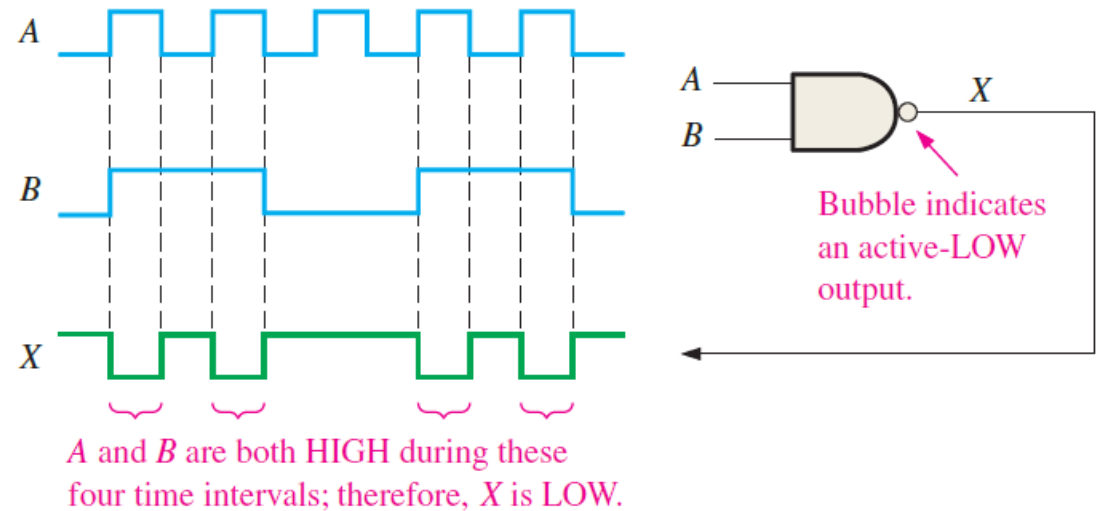 A
B
X
A and B are both HIGH during these
four time intervals; therefore, X is LOW.
A
B
X
Bubble indicates
an active-LOW
output.